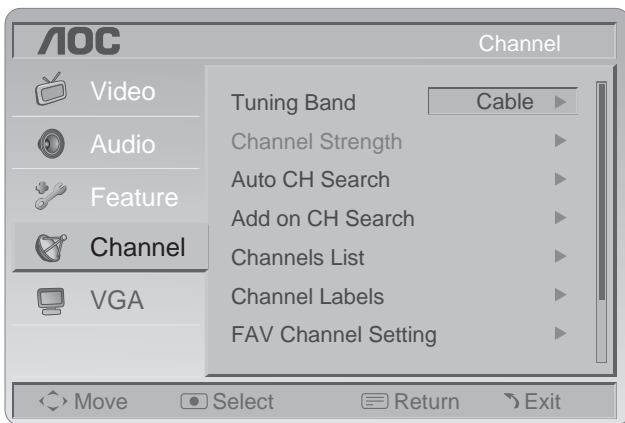 AOC
Channel
Video
Audio
Feature
Channel
VGA
Tuning Band Cable
Channel Strength
Auto CH Search
Add on CH Search
Channels List
Channel Labels
FAV Channel Setting
Move Select Return Exit